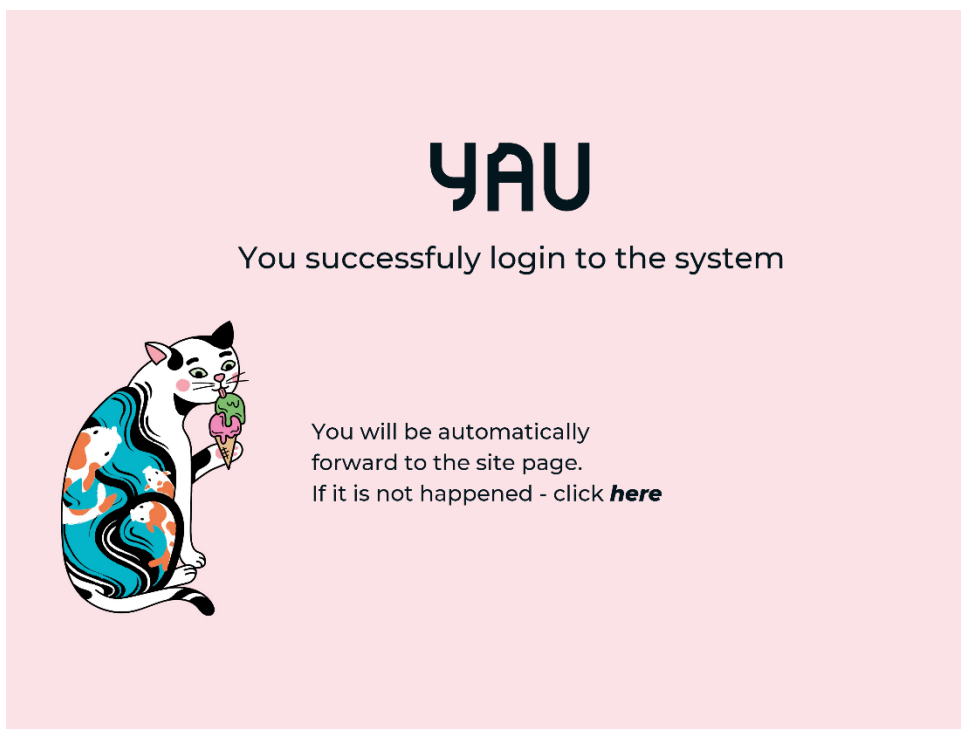 YAU
You successfuly login to the system
You will be automatically
forward to the site page.
If it is not happened - click here